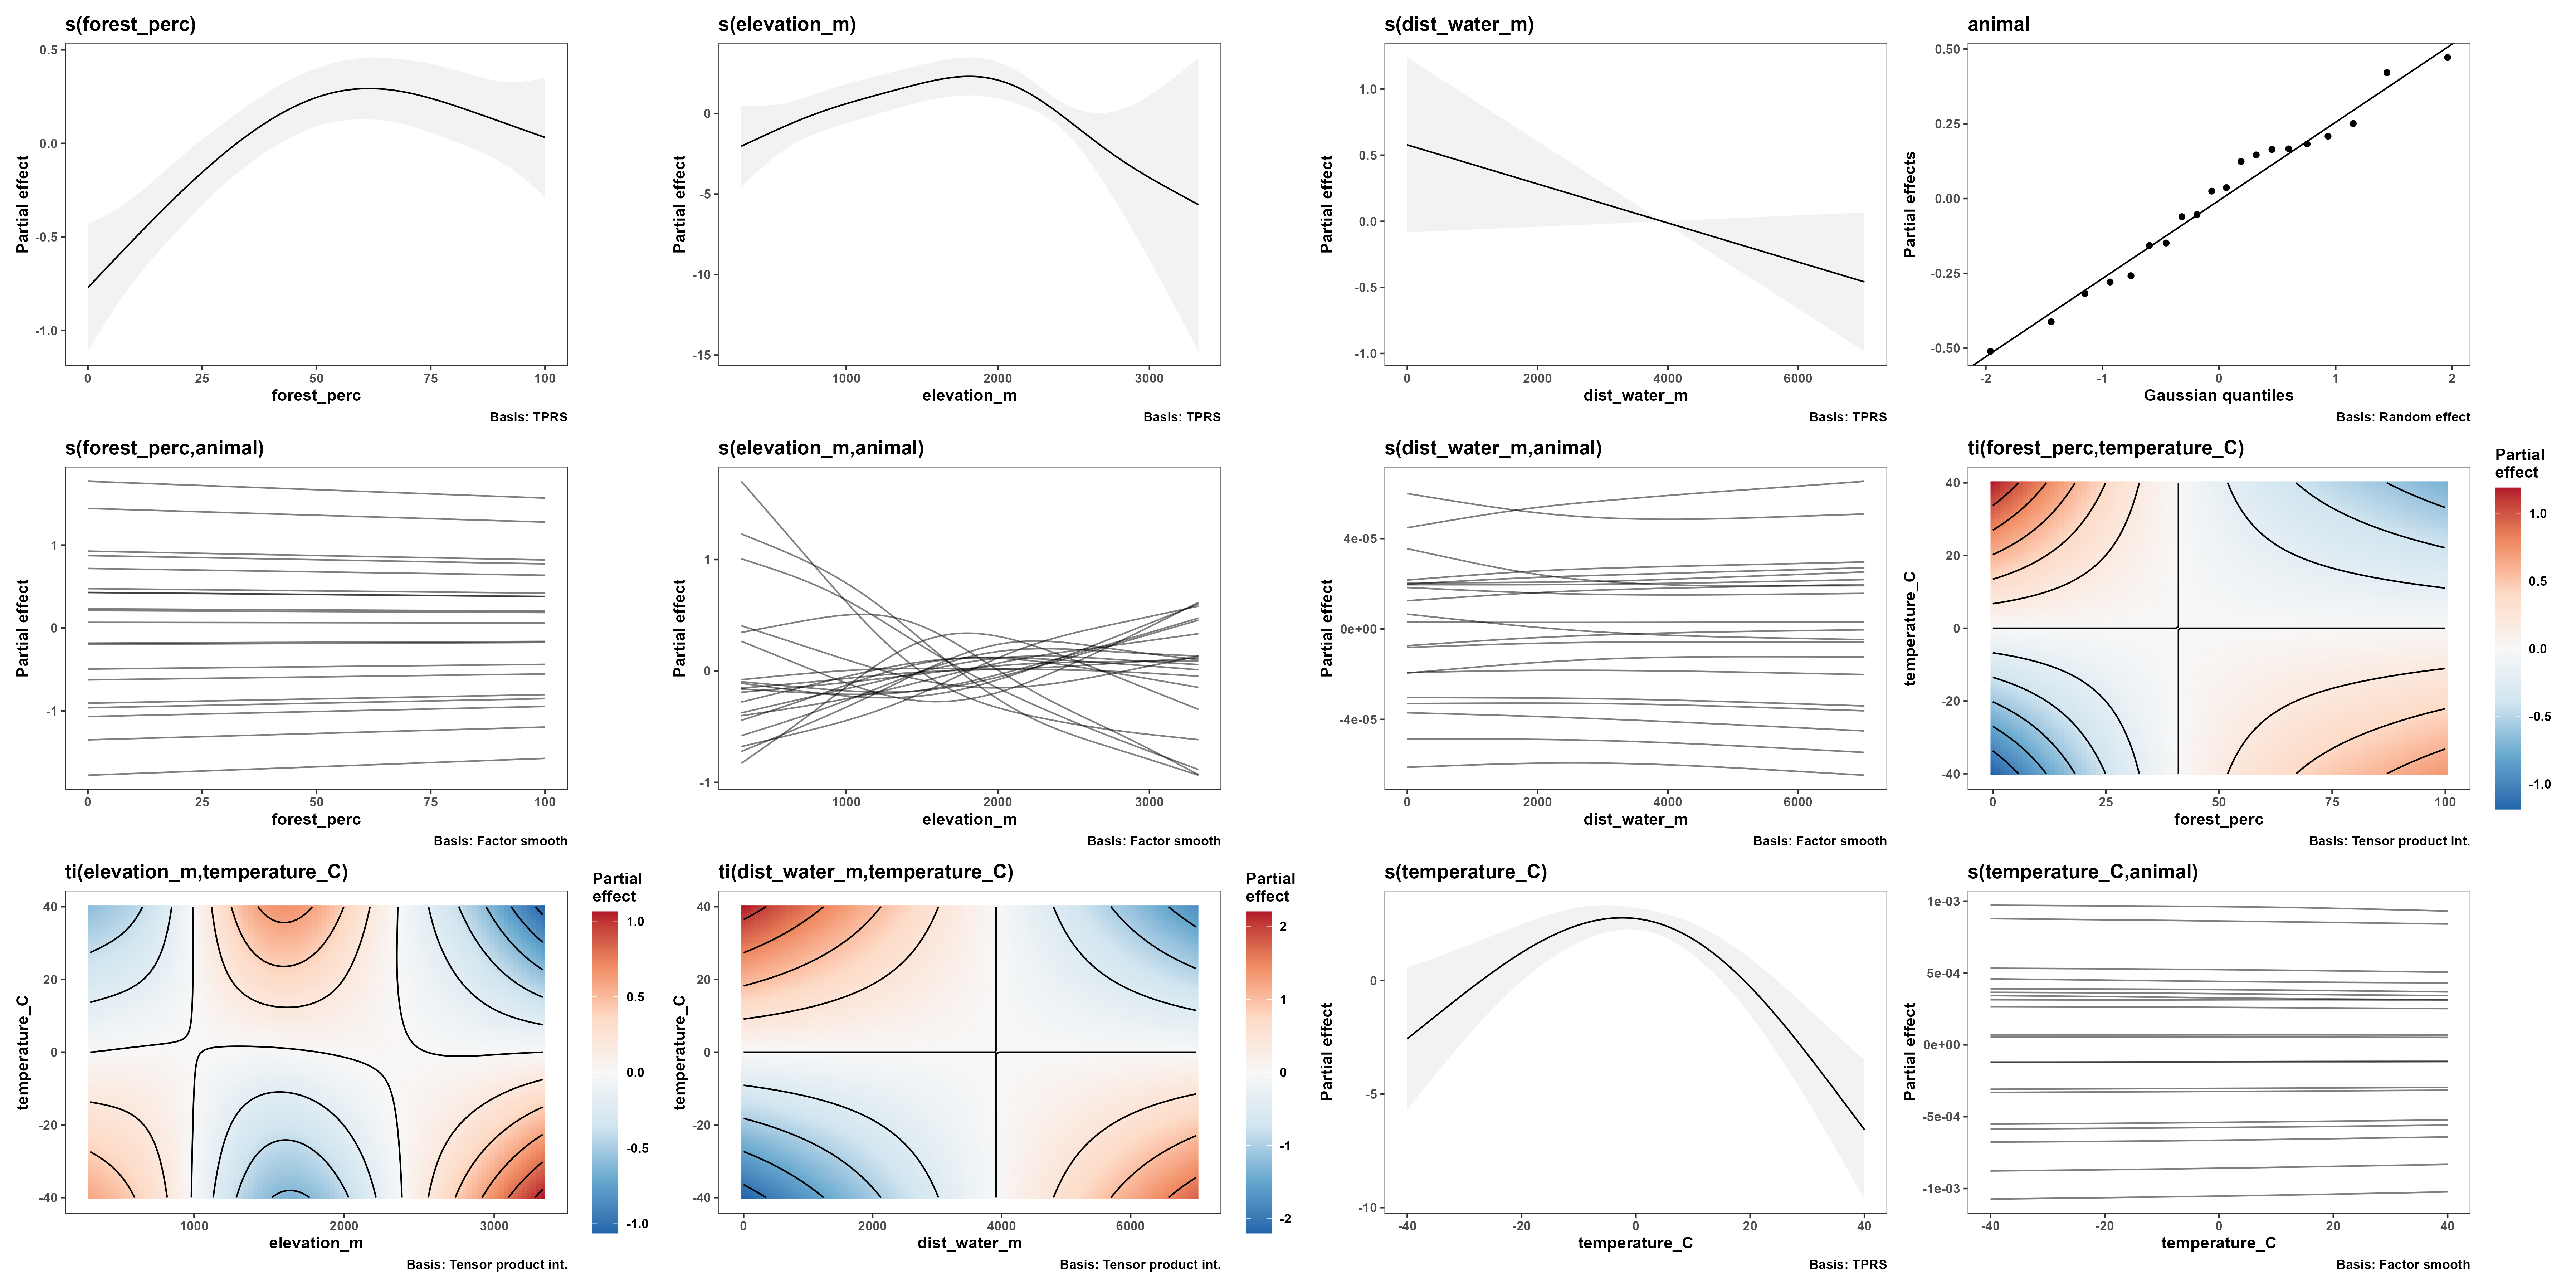 s(forest_perc)
0.5
0.0
-0.5
-1.0
Partial effect
0 25 50 75 100
forest_perc
Basis: TPRS
s(elevation_m)
0
-5
-10
-15
Partial effect
1000 2000 3000
elevation_m
Basis: TPRS
s(dist_water_m)
1.0
0.5
0.0
-0.5
-1.0
Partial effect
0 2000 4000 6000
dist_water_m
Basis: TPRS
animal
0.50
0.25
0.00
-0.25
-0.50
Partial effects
-2 -1 0 1 2
Gaussian quantiles
Basis: Random effect
s(forest_perc,animal)
1
0
-1
Partial effect
0 25 50 75 100
forest_perc
Basis: Factor smooth
s(elevation_m,animal)
1
0
-1
Partial effect
1000 2000 3000
elevation_m
Basis: Factor smooth
s(dist_water_m,animal)
4e-05
0e+00
-4e-05
Partial effect
0 2000 4000 6000
dist_water_m
Basis: Factor smooth
ti(forest_perc,temperature_C)
40
20
0
-20
-40
temperature_C
0 25 50 75 100
forest_perc
Basis: Tensor product int.
Partial
effect
1.0
0.5
0.0
-0.5
-1.0
ti(elevation_m,temperature_C)
40
20
0
-20
-40
temperature_C
1000 2000 3000
elevation_m
Basis: Tensor product int.
Partial
effect
1.0
0.5
0.0
-0.5
-1.0
ti(dist_water_m,temperature_C)
40
20
0
-20
-40
temperature_C
0 2000 4000 6000
dist_water_m
Basis: Tensor product int.
Partial
effect
2
1
0
-1
-2
s(temperature_C)
0
-5
-10
Partial effect
-40 -20 0 20 40
temperature_C
Basis: TPRS
s(temperature_C,animal)
1e-03
5e-04
0e+00
-5e-04
-1e-03
Partial effect
-40 -20 0 20 40
temperature_C
Basis: Factor smooth